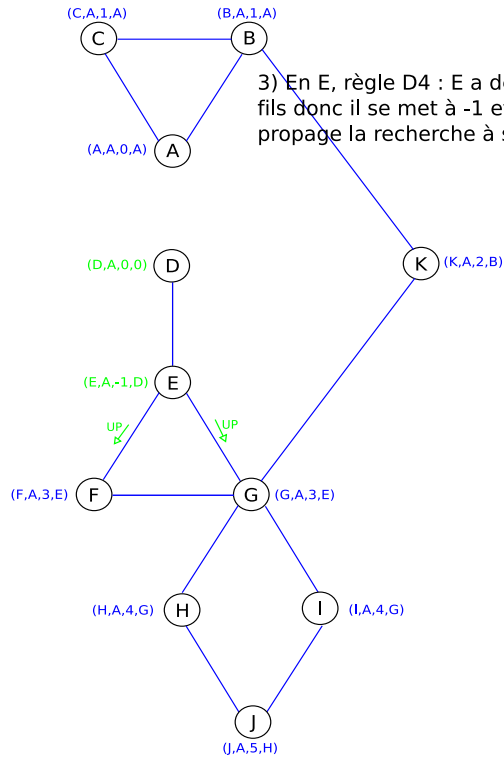 (C,A,1,A)
(B,A,1,A)
C
B
3) En E, règle D4 : E a
fils donc il se met à -1
propage la recherche à
A
(A,A,0,A)
(D,A,0,0)
D
K
(K,A,2,B)
(E,A,-1,D)
E
UP
UP
(F,A,3,E)
F
G
(G,A,3,E)
(H,A,4,G)
H
I
(I,A,4,G)
J
(J,A,5,H)